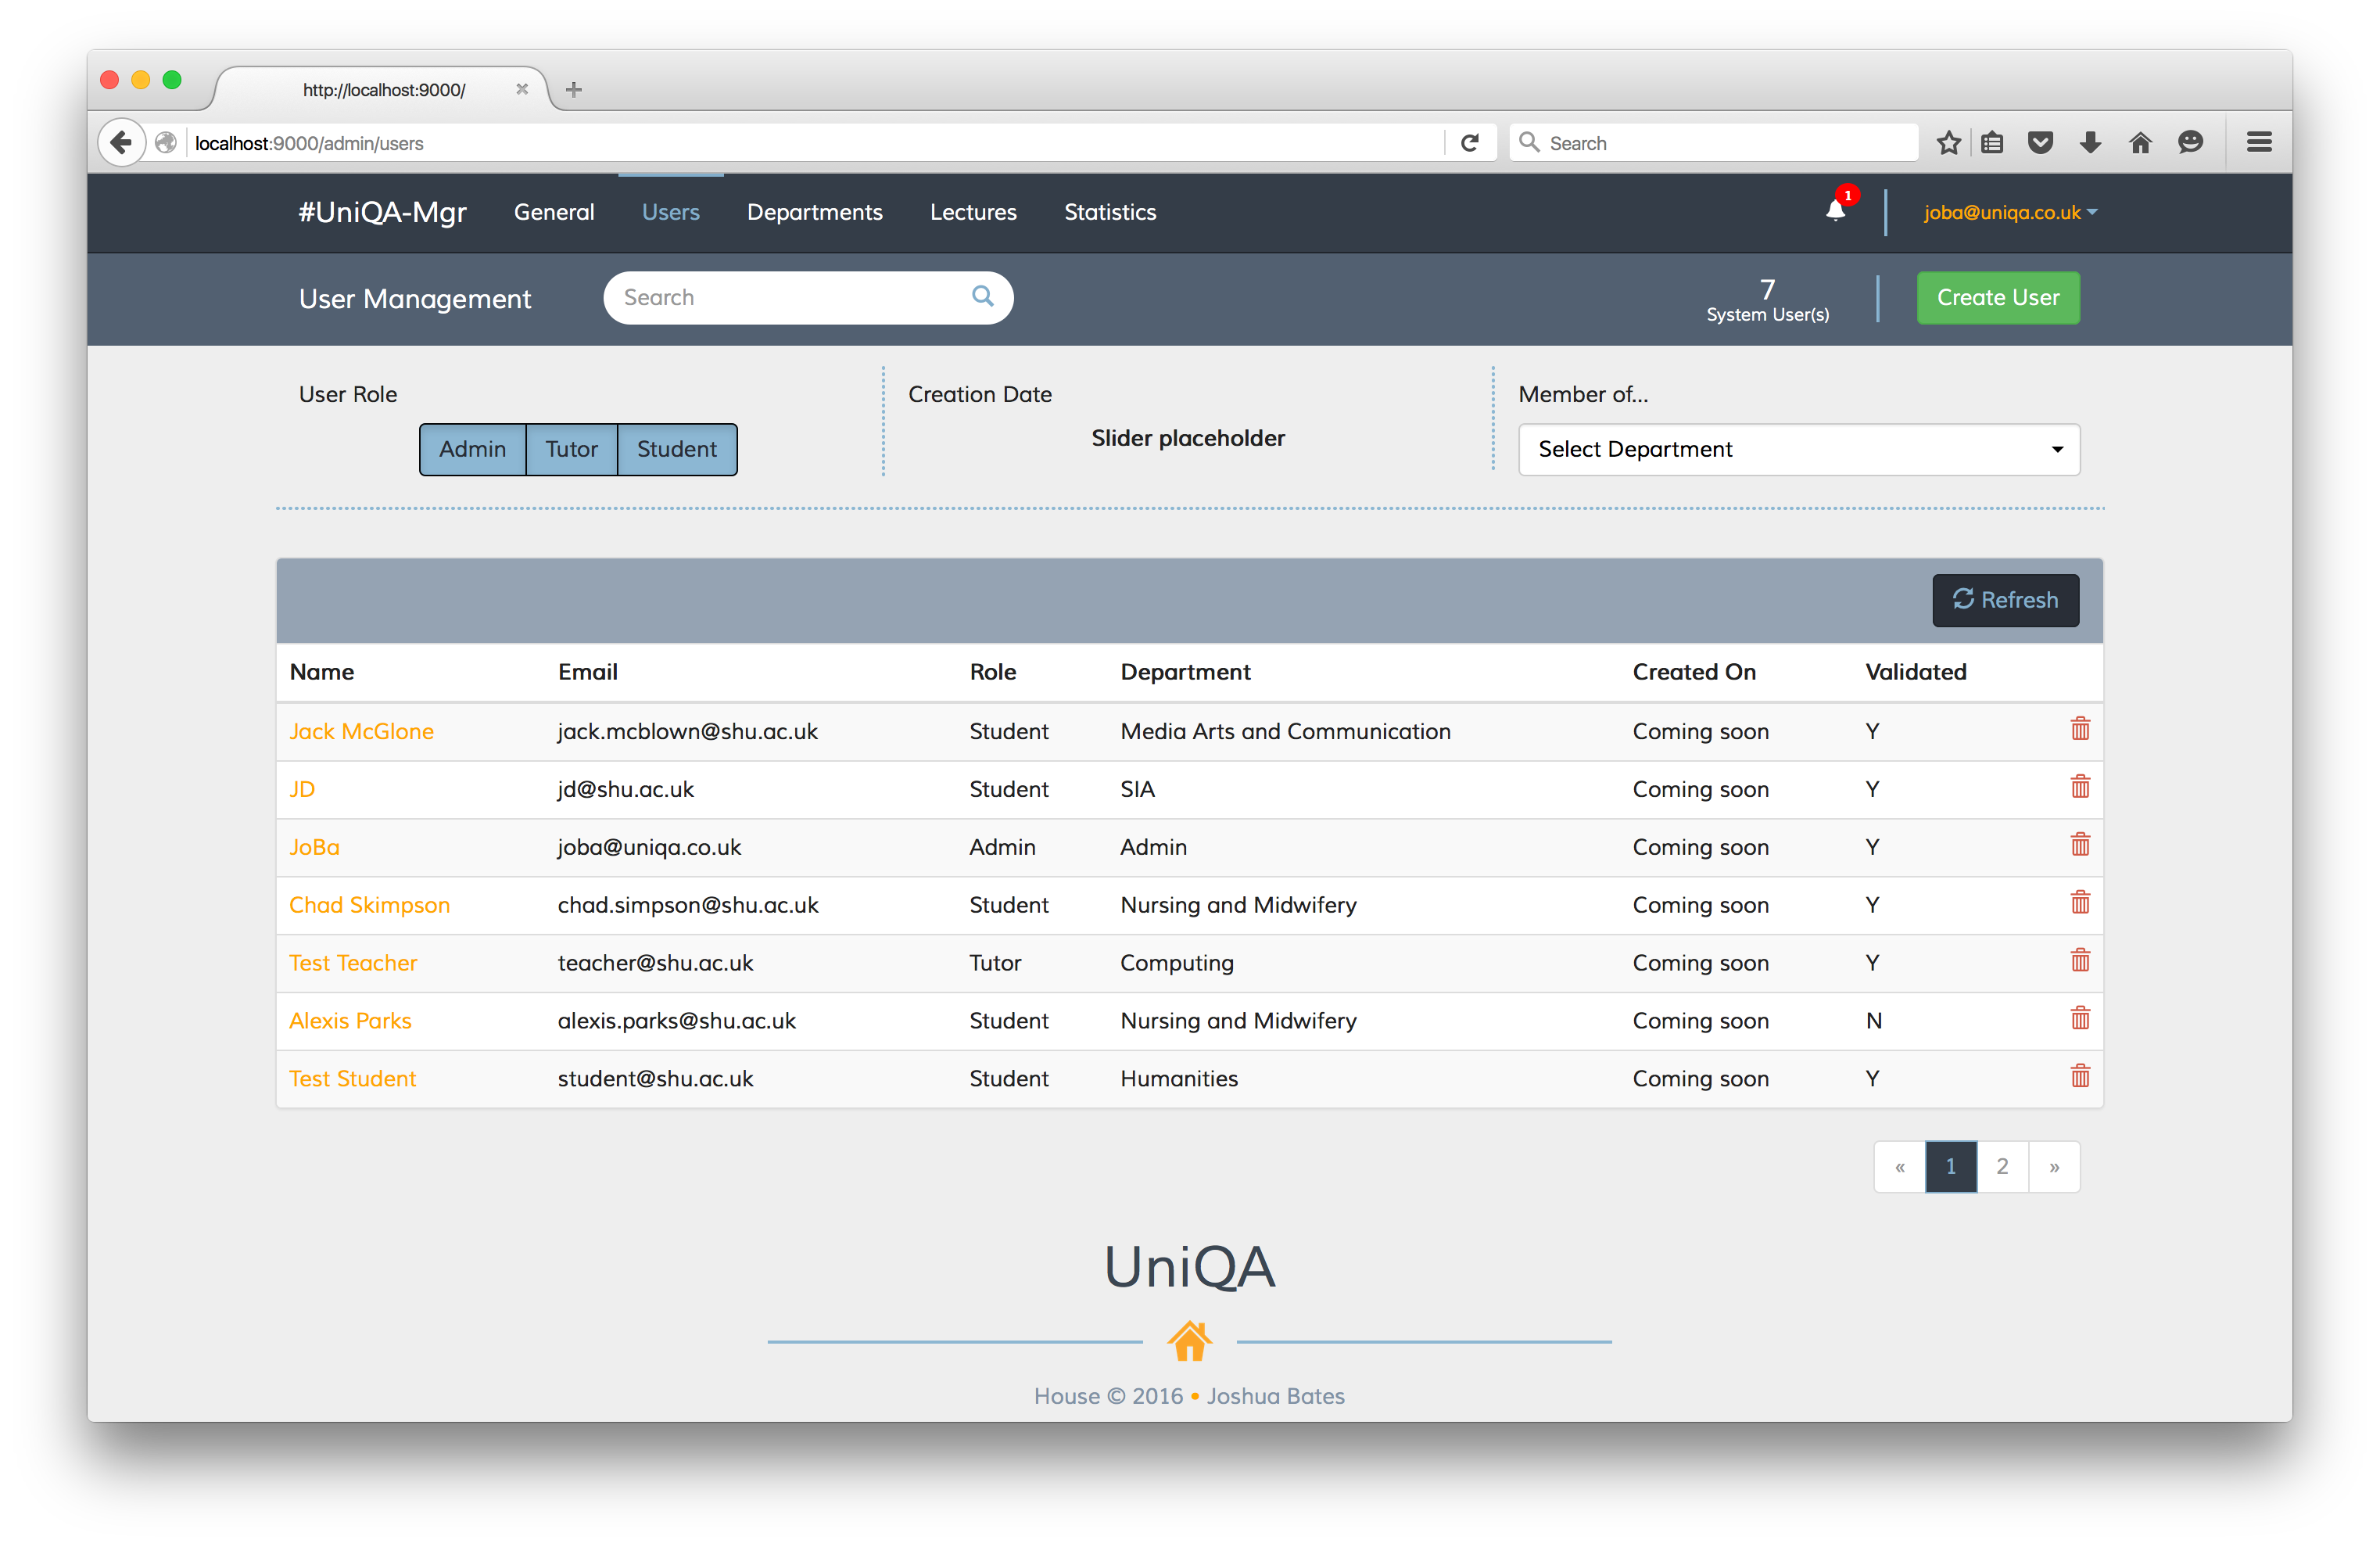 http://localhost:9000/
localhost:9000/admin/users
Search
#UniQA-Mgr General Users Departments Lectures Statistics 1 joba@uniqa.co.uk
User Management Search 7 Create User
System User(s)
User Role Creation Date Member of...
Admin Tutor Student Slider placeholder Select Department
Refresh
Name Email Role Department Created On Validated
Jack McGlone jack.mcblown@shu.ac.uk Student Media Arts and Communication Coming soon Y
JD jd@shu.ac.uk Student SIA Coming soon Y
JoBa joba@uniqa.co.uk Admin Admin Coming soon Y
Chad Skimpson chad.simpson@shu.ac.uk Student Nursing and Midwifery Coming soon Y
Test Teacher teacher@shu.ac.uk Tutor Computing Coming soon Y
Alexis Parks alexis.parks@shu.ac.uk Student Nursing and Midwifery Coming soon N
Test Student student@shu.ac.uk Student Humanities Coming soon Y
« 1 2 »
UniQA
House © 2016 • Joshua Bates